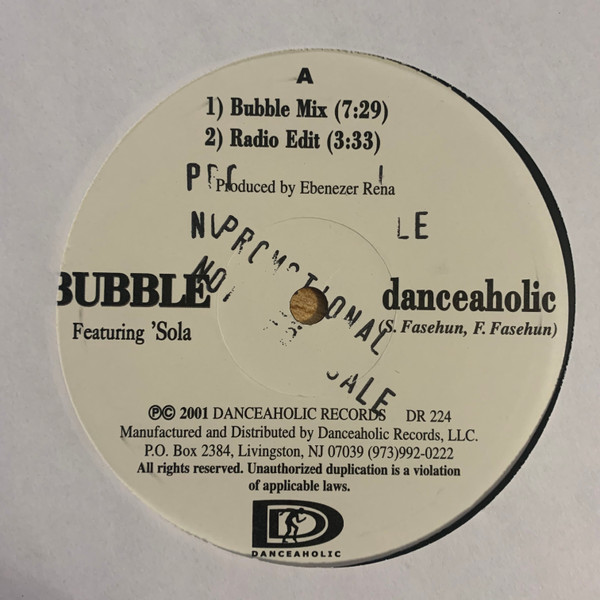 A
1) Bubble Mix (7:29)
2) Radio Edit (3:33)
Produced by Ebenezer Rena
LE
PROMOTIONAL
SALE
BUBBLE
danceaholic
Featuring 'Sola
(S. Fasehun, F. Fasehun)
℗© 2001 DANCEAHOLIC RECORDS DR 224
Manufactured and Distributed by Danceaholic Records, LLC.
P.O. Box 2384, Livingston, NJ 07039 (973)992-0222
All rights reserved. Unauthorized duplication is a violation
of applicable laws.
D
DANCEAHOLIC